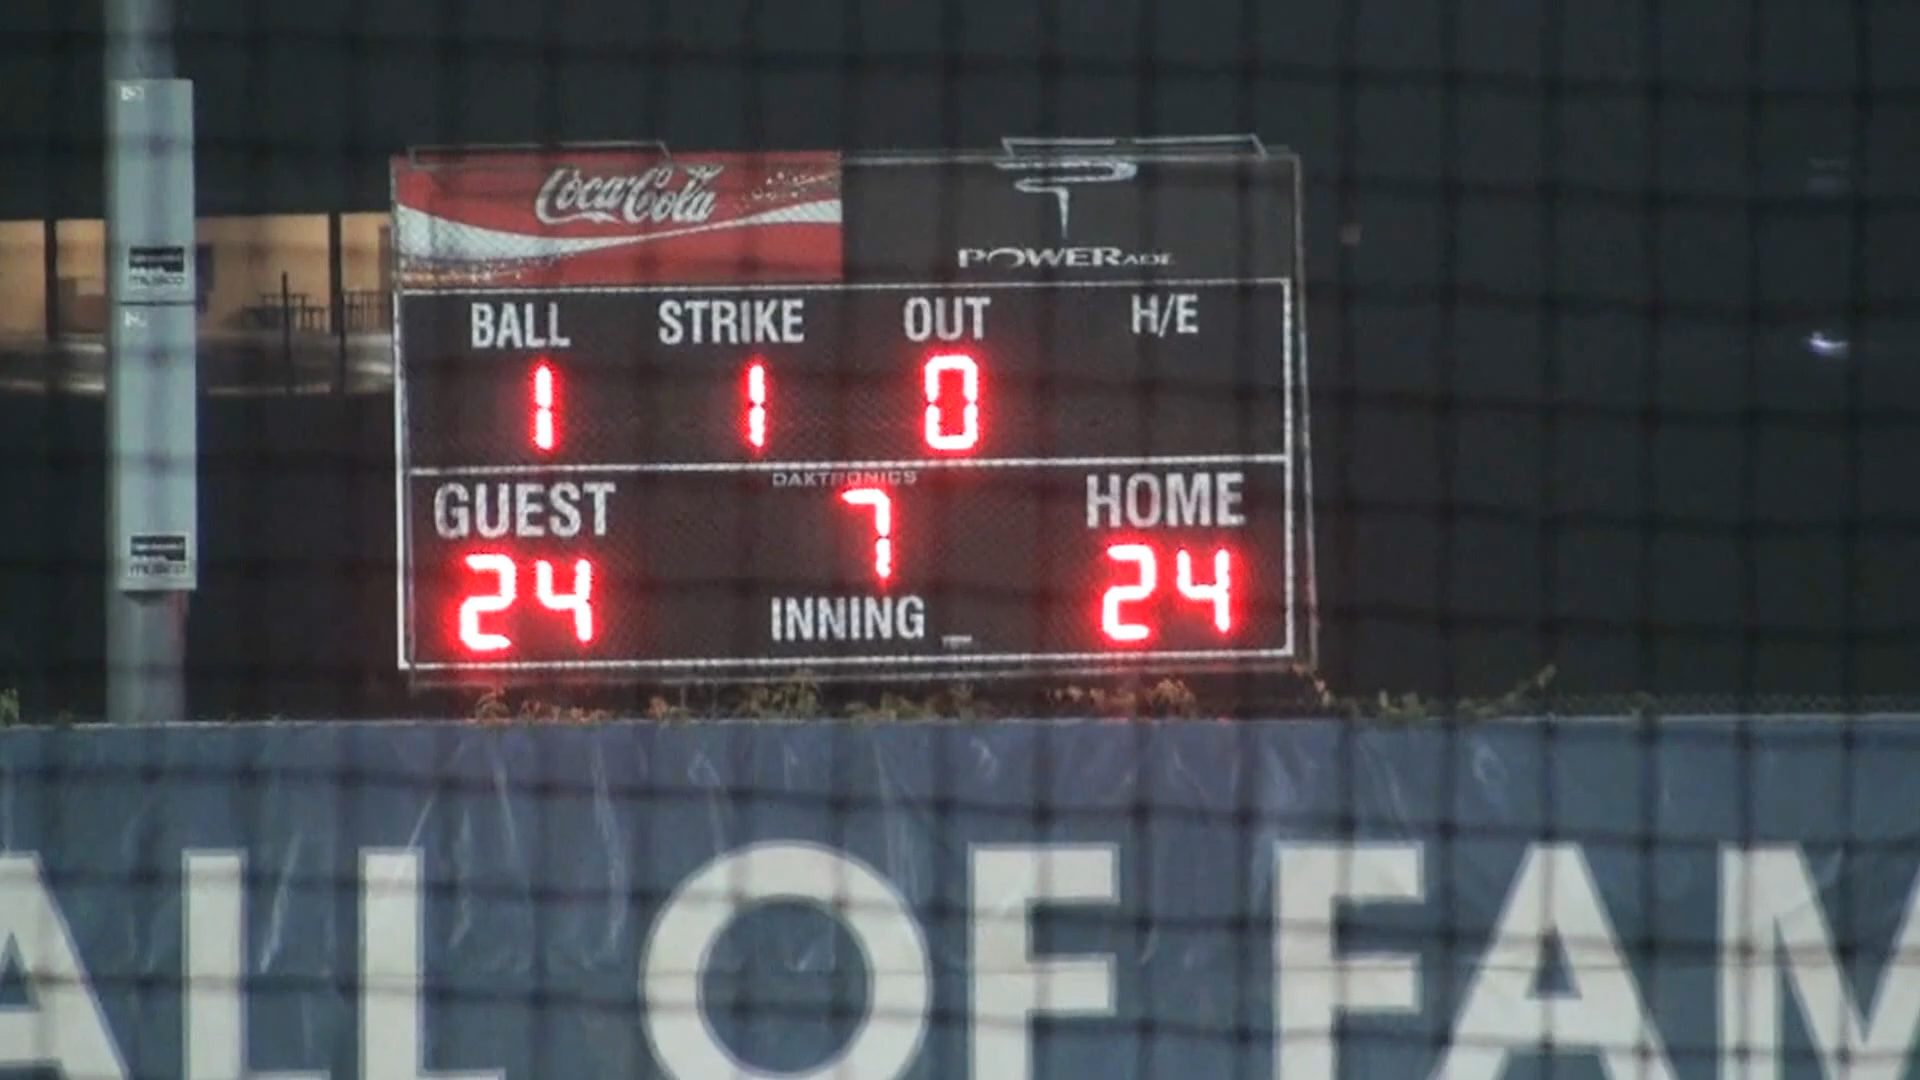 Coca-Cola
POWERADE
BALL STRIKE OUT H/E
1 1 0
GUEST DAKTRONICS HOME
24 7 24
INNING
ALL OF FAM